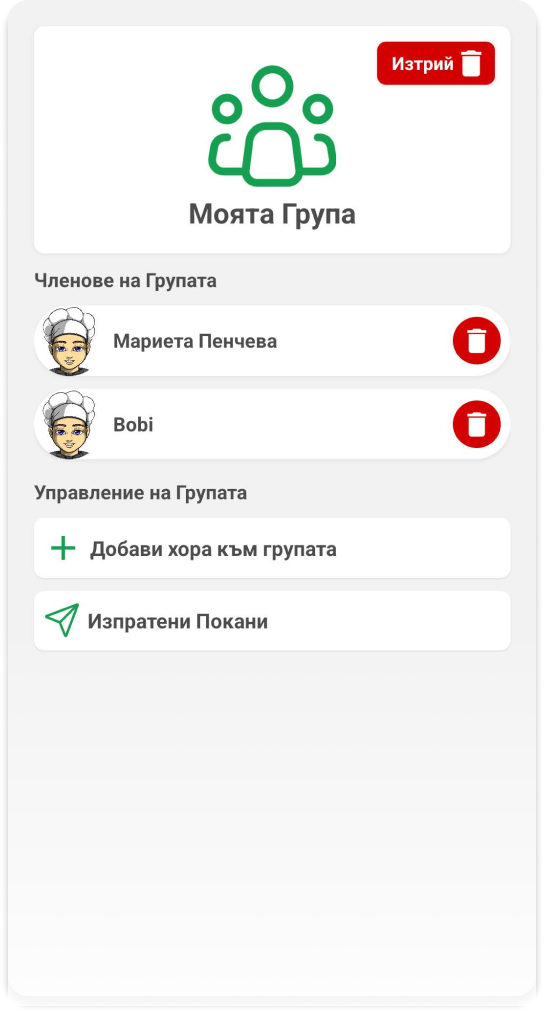 Изтрий
Моята Група
Членове на Групата
Мариета Пенчева
Bobi
Управление на Групата
Добави хора към групата
Изпратени Покани